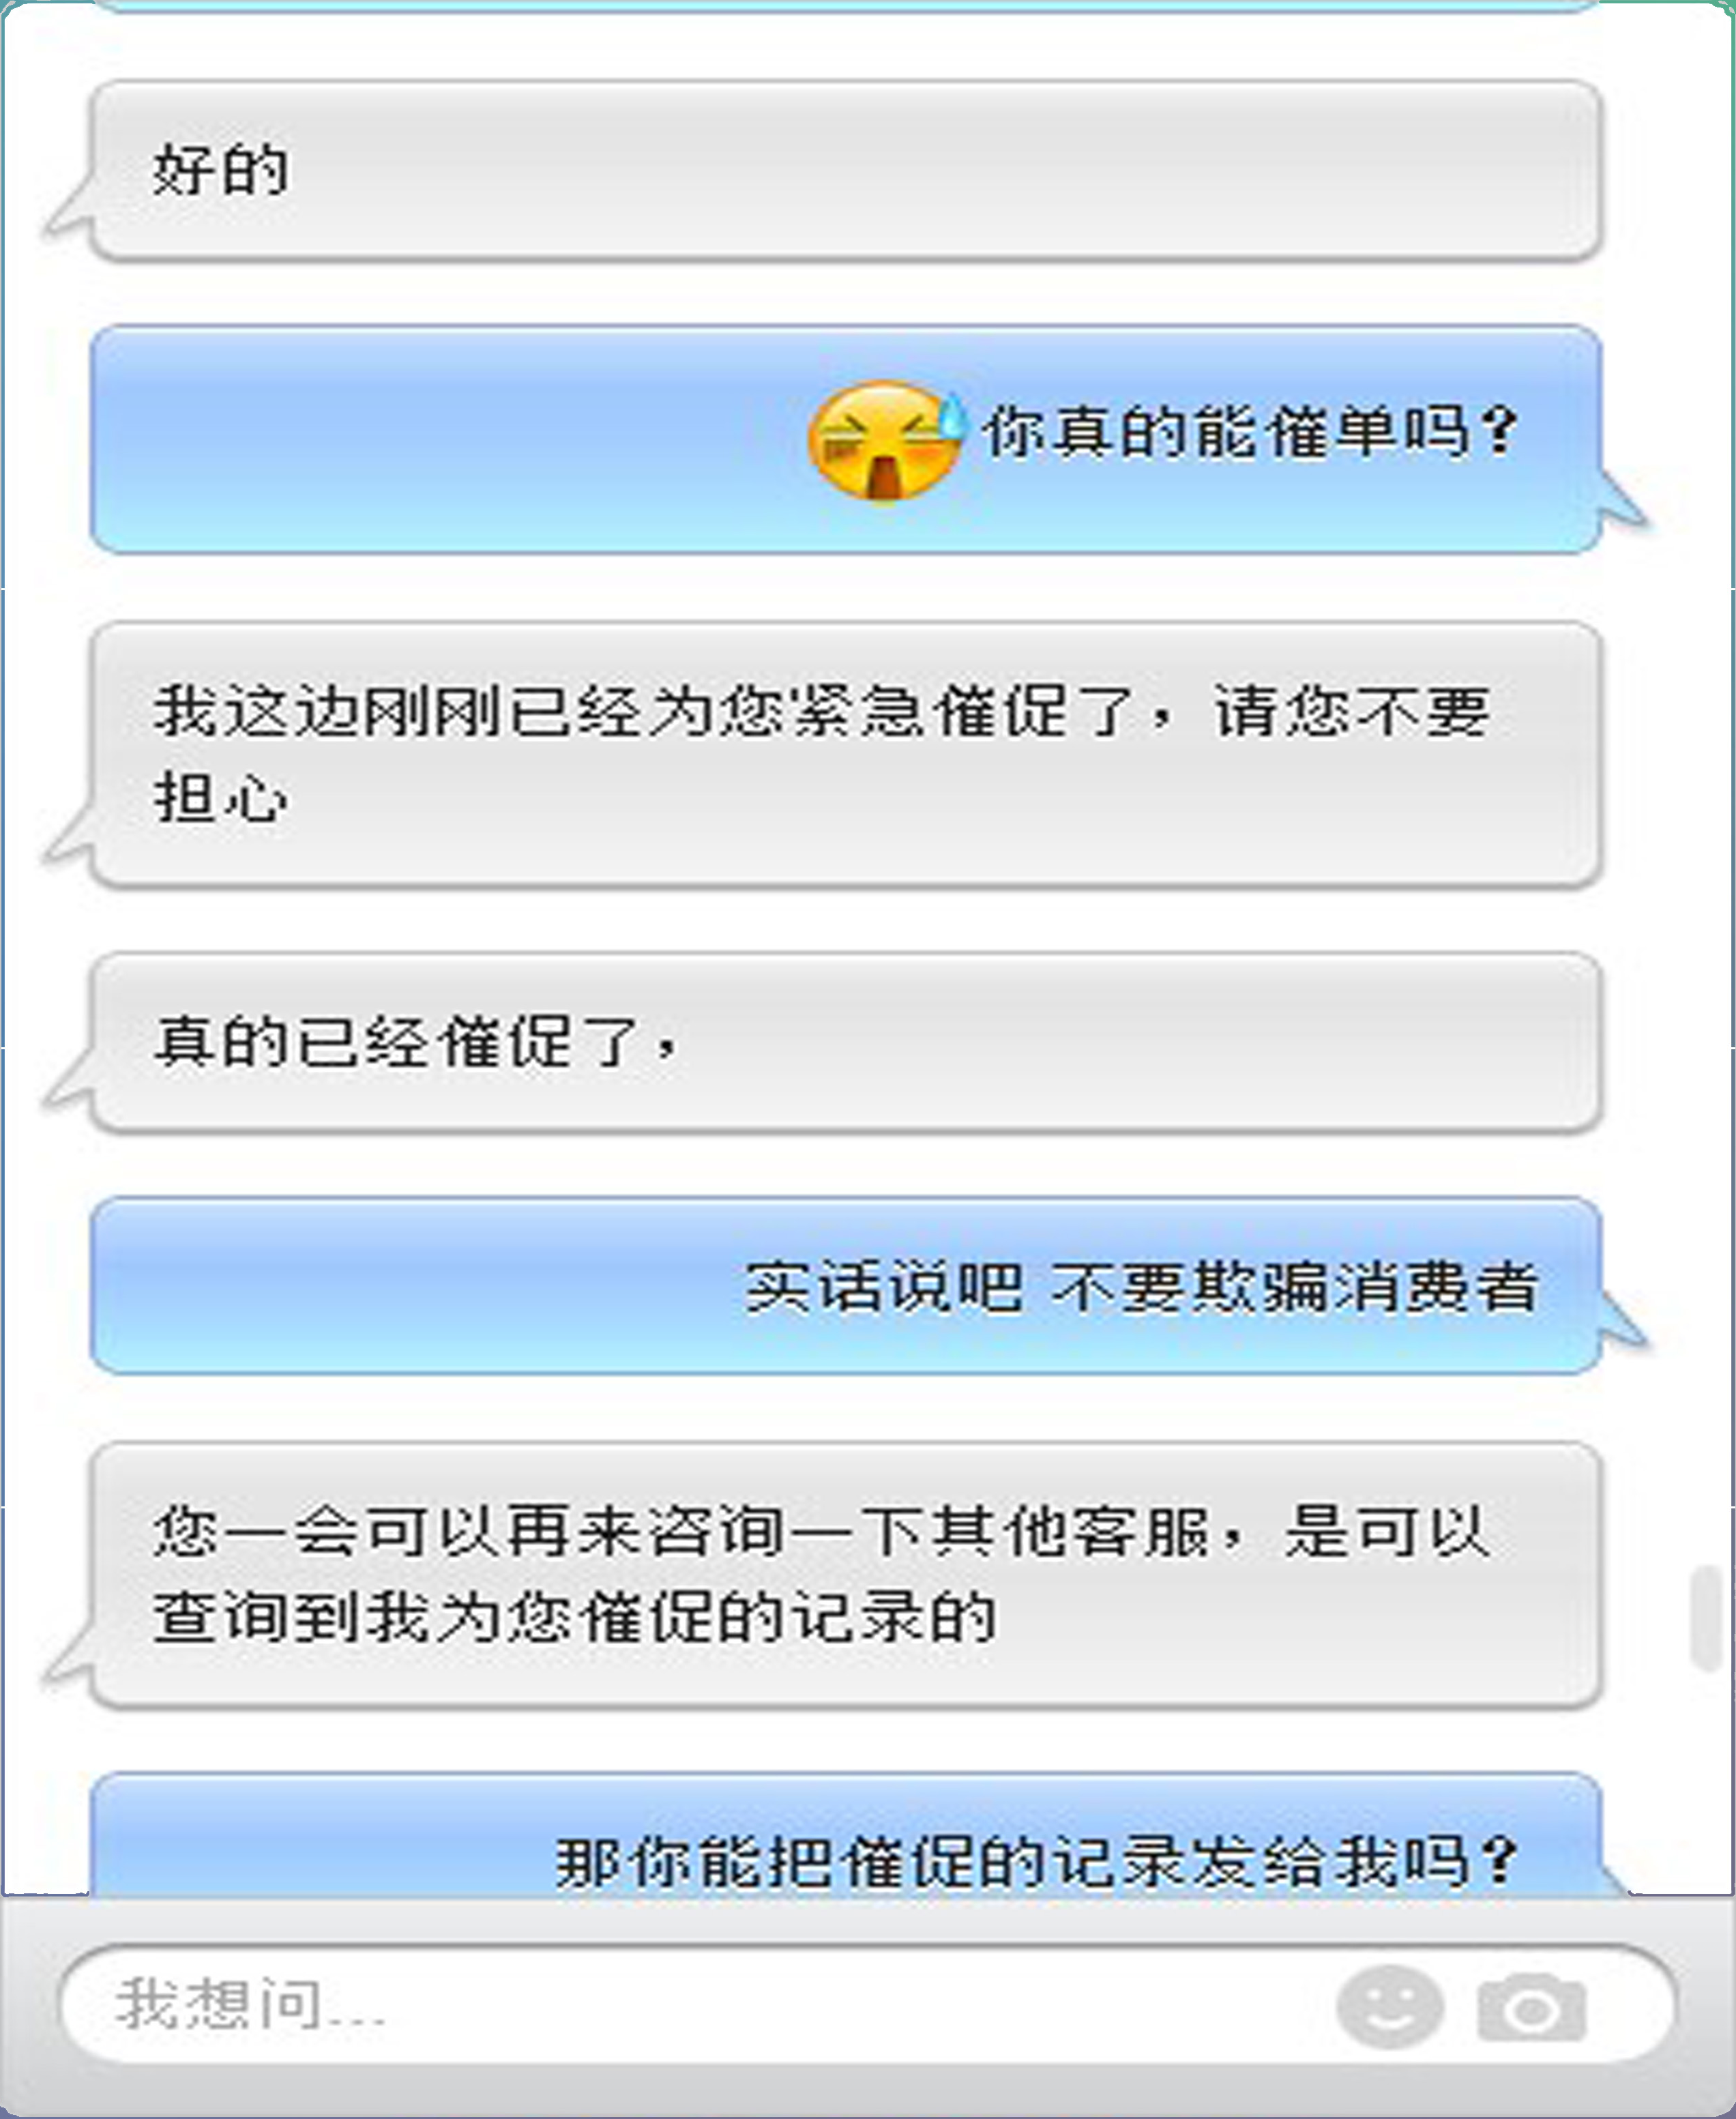 好的
你真的能催单吗？
我这边刚刚已经为您紧急催促了，请您不要
担心
真的已经催促了，
实话说吧 不要欺骗消费者
您一会可以再来咨询一下其他客服，是可以
查询到我为您催促的记录的
那你能把催促的记录发给我吗？
我想问...